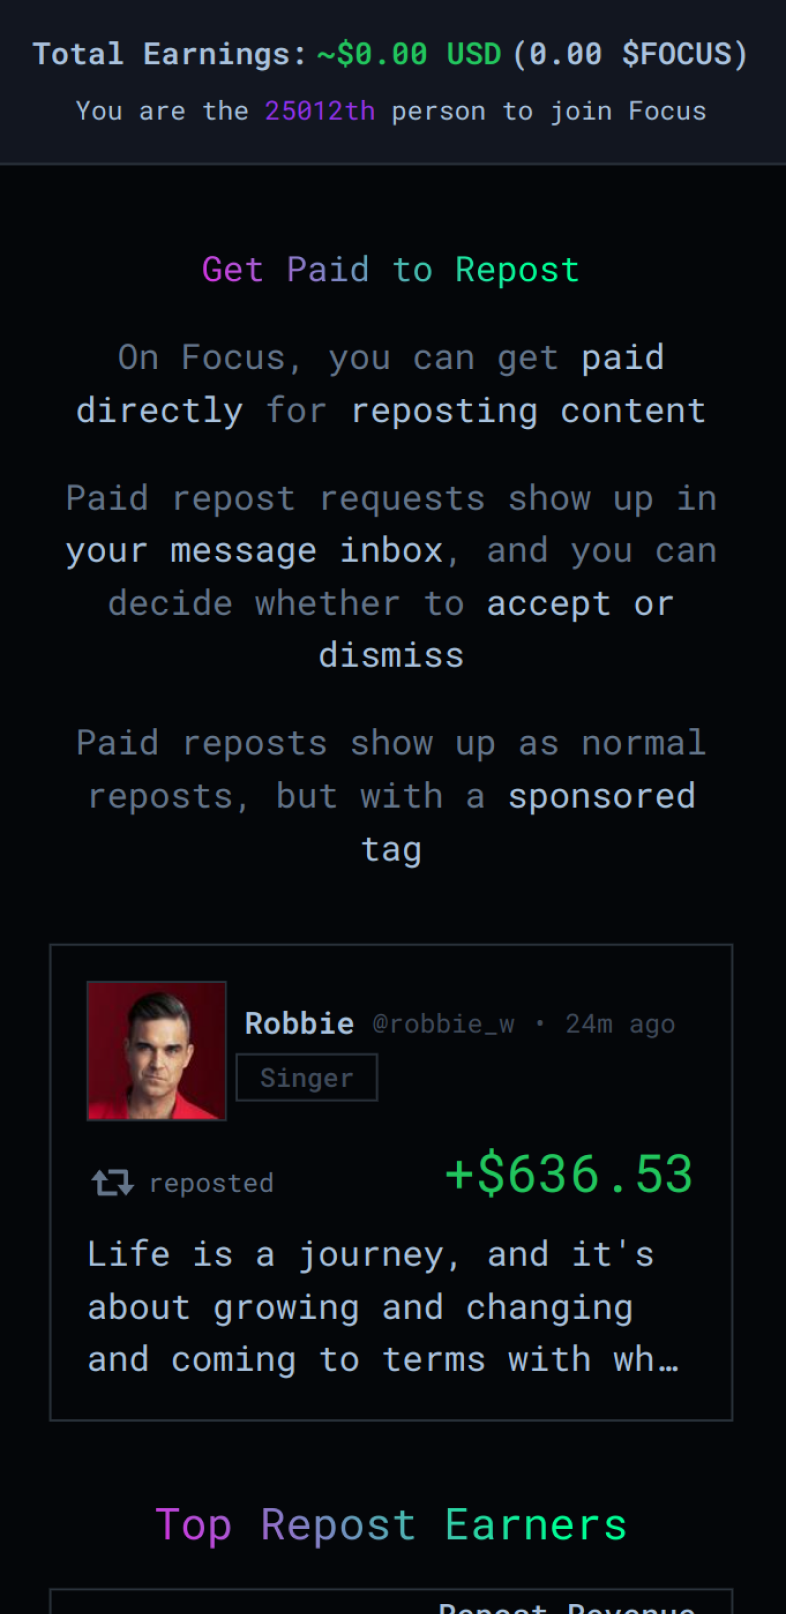 Total Earnings: ~$0.00 USD (0.00 $FOCUS)
You are the 25012th person to join Focus
Get Paid to Repost
On Focus, you can get paid
directly for reposting content
Paid repost requests show up in
your message inbox, and you can
decide whether to accept or
dismiss
Paid reposts show up as normal
reposts, but with a sponsored
tag
Robbie @robbie_w • 24m ago
Singer
reposted +$636.53
Life is a journey, and it's
about growing and changing
and coming to terms with wh…
Top Repost Earners
Repost Revenue